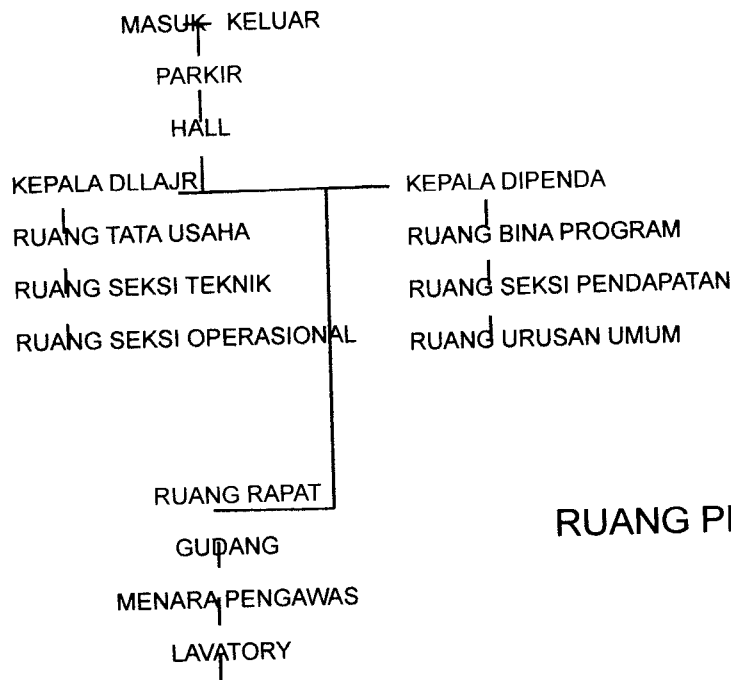 MASUK KELUAR
PARKIR
HALL
KEPALA DLLAJR
RUANG TATA USAHA
RUANG SEKSI TEKNIK
RUANG SEKSI OPERASIONAL
KEPALA DIPENDA
RUANG BINA PROGRAM
RUANG SEKSI PENDAPATAN
RUANG URUSAN UMUM
RUANG RAPAT
GUDANG
MENARA PENGAWAS
LAVATORY
RUANG